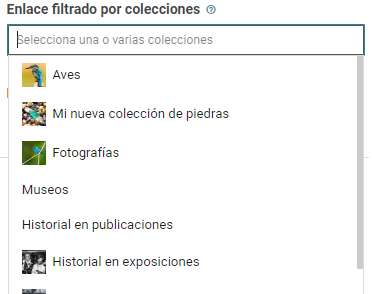 Enlace filtrado por colecciones
Selecciona una o varias colecciones
Aves
Mi nueva colección de piedras
Fotografías
Museos
Historial en publicaciones
Historial en exposiciones